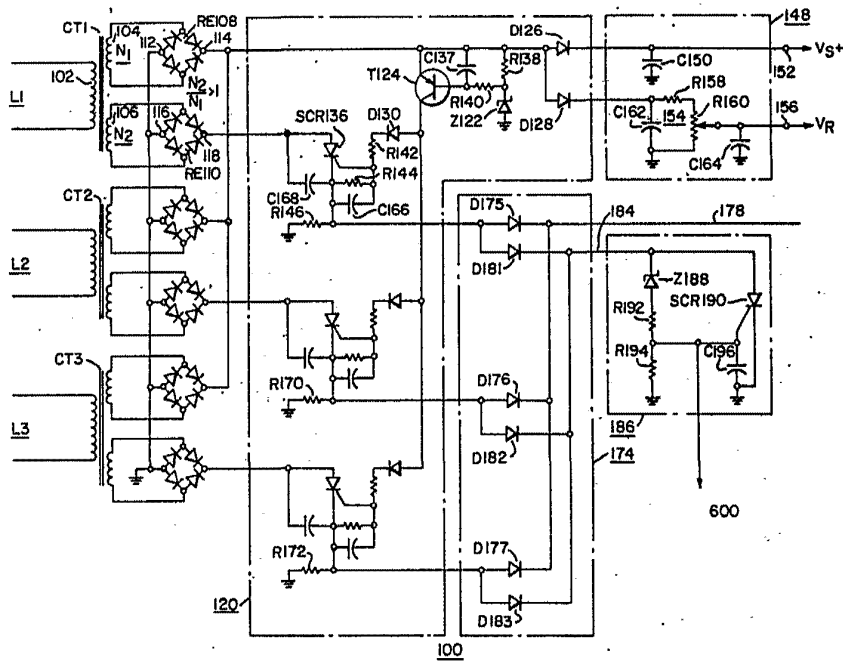 CT1
104
N1
RE108
112
114
102
N2/N1 >1
L1
106
N2
116
118
RE110
CT2
L2
CT3
L3
SCR136
D130
R142
R144
C168
R146
C166
C137
T124
R138
R140
Z122
D126
D128
148
C150
VS+
152
R158
R160
C162
154
156
VR
C164
D175
D181
184
178
Z188
SCR190
R192
R194
C196
186
600
R170
D176
D182
174
R172
D177
D183
120
100